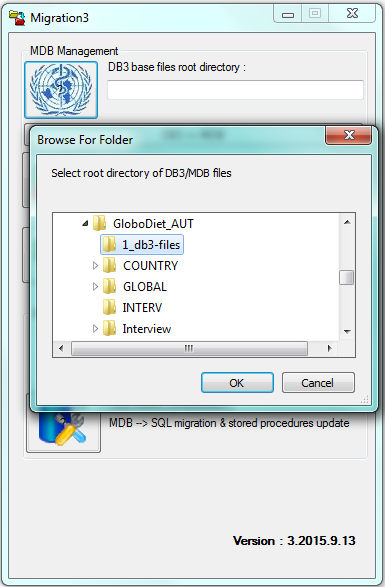 Migration3
MDB Management
DB3 base files root directory :
Browse For Folder
Select root directory of DB3/MDB files
GloboDiet_AUT
1_db3-files
COUNTRY
GLOBAL
INTERV
Interview
OK
Cancel
MDB --> SQL migration & stored procedures update
Version : 3.2015.9.13